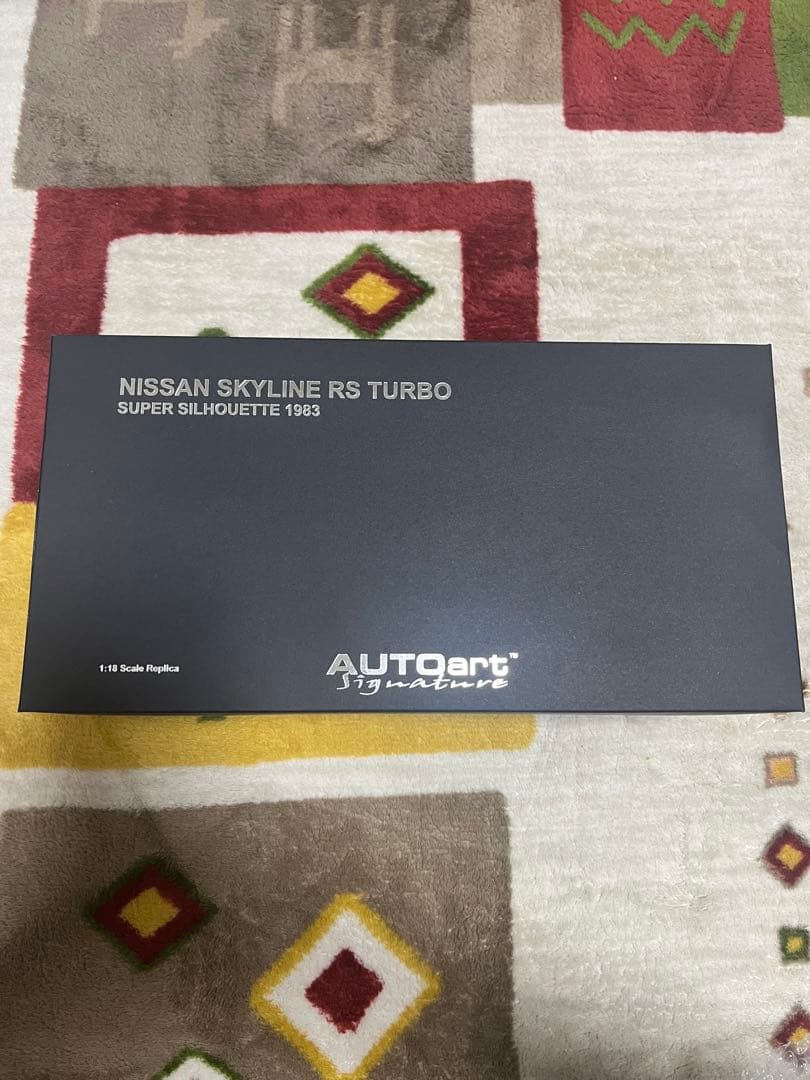 NISSAN SKYLINE RS TURBO
SUPER SILHOUETTE 1983
1:18 Scale Replica
AUTOart™
Signature